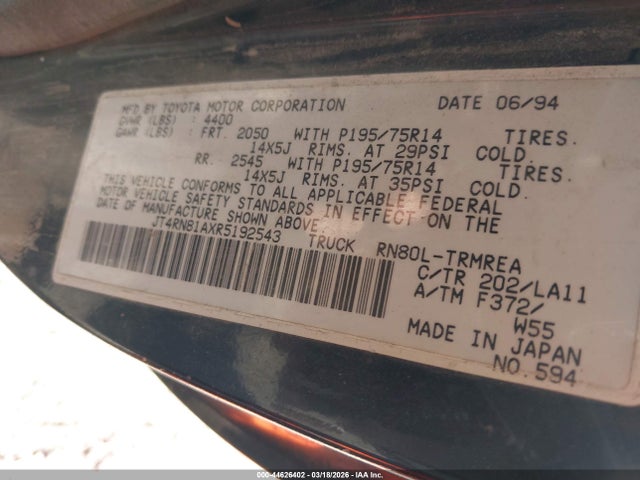 MFD BY TOYOTA MOTOR CORPORATION DATE 06/94
GVWR (LBS) : 4400
GAWR (LBS) : FRT. 2050 WITH P195/75R14 TIRES.
14X5J RIMS. AT 29PSI COLD.
RR. 2545 WITH P195/75R14 TIRES.
14X5J RIMS. AT 35PSI COLD.
THIS VEHICLE CONFORMS TO ALL APPLICABLE FEDERAL
MOTOR VEHICLE SAFETY STANDARDS IN EFFECT ON THE
DATE OF MANUFACTURE SHOWN ABOVE.
JT4RN81AXR5192543 TRUCK RN80L-TRMREA
C/TR 202/LA11
A/TM F372/
W55
MADE IN JAPAN
NO.594
000-44626402 03/18/2026 - IAAI.COM